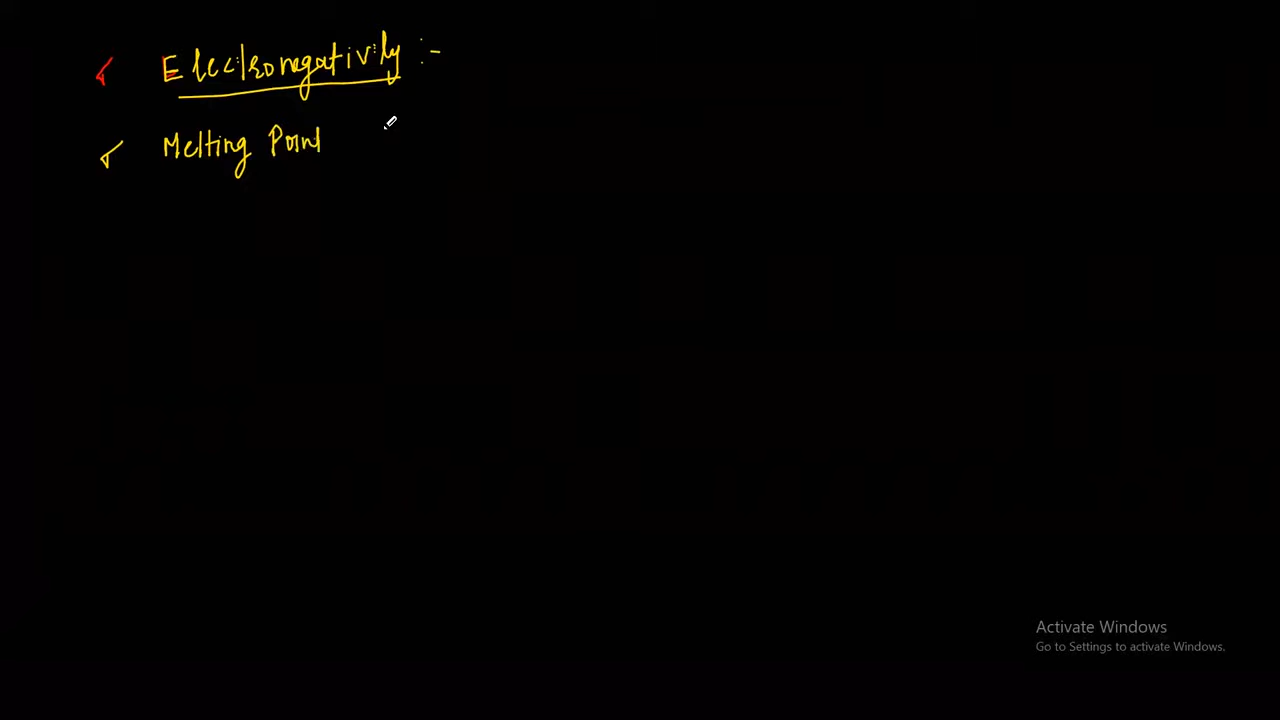 Electronegativity :-
Melting Point
Activate Windows
Go to Settings to activate Windows.